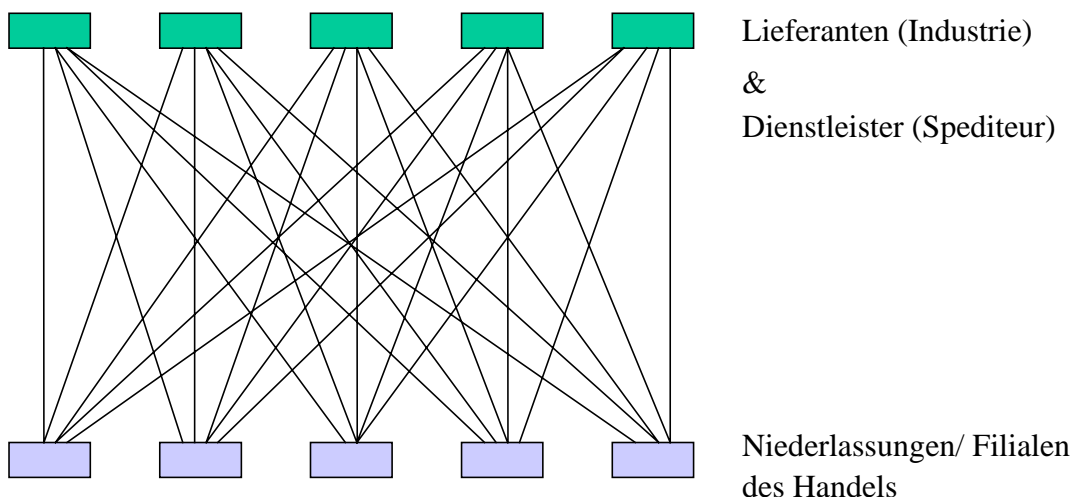 Lieferanten (Industrie)
&
Dienstleister (Spediteur)
Niederlassungen/ Filialen
des Handels